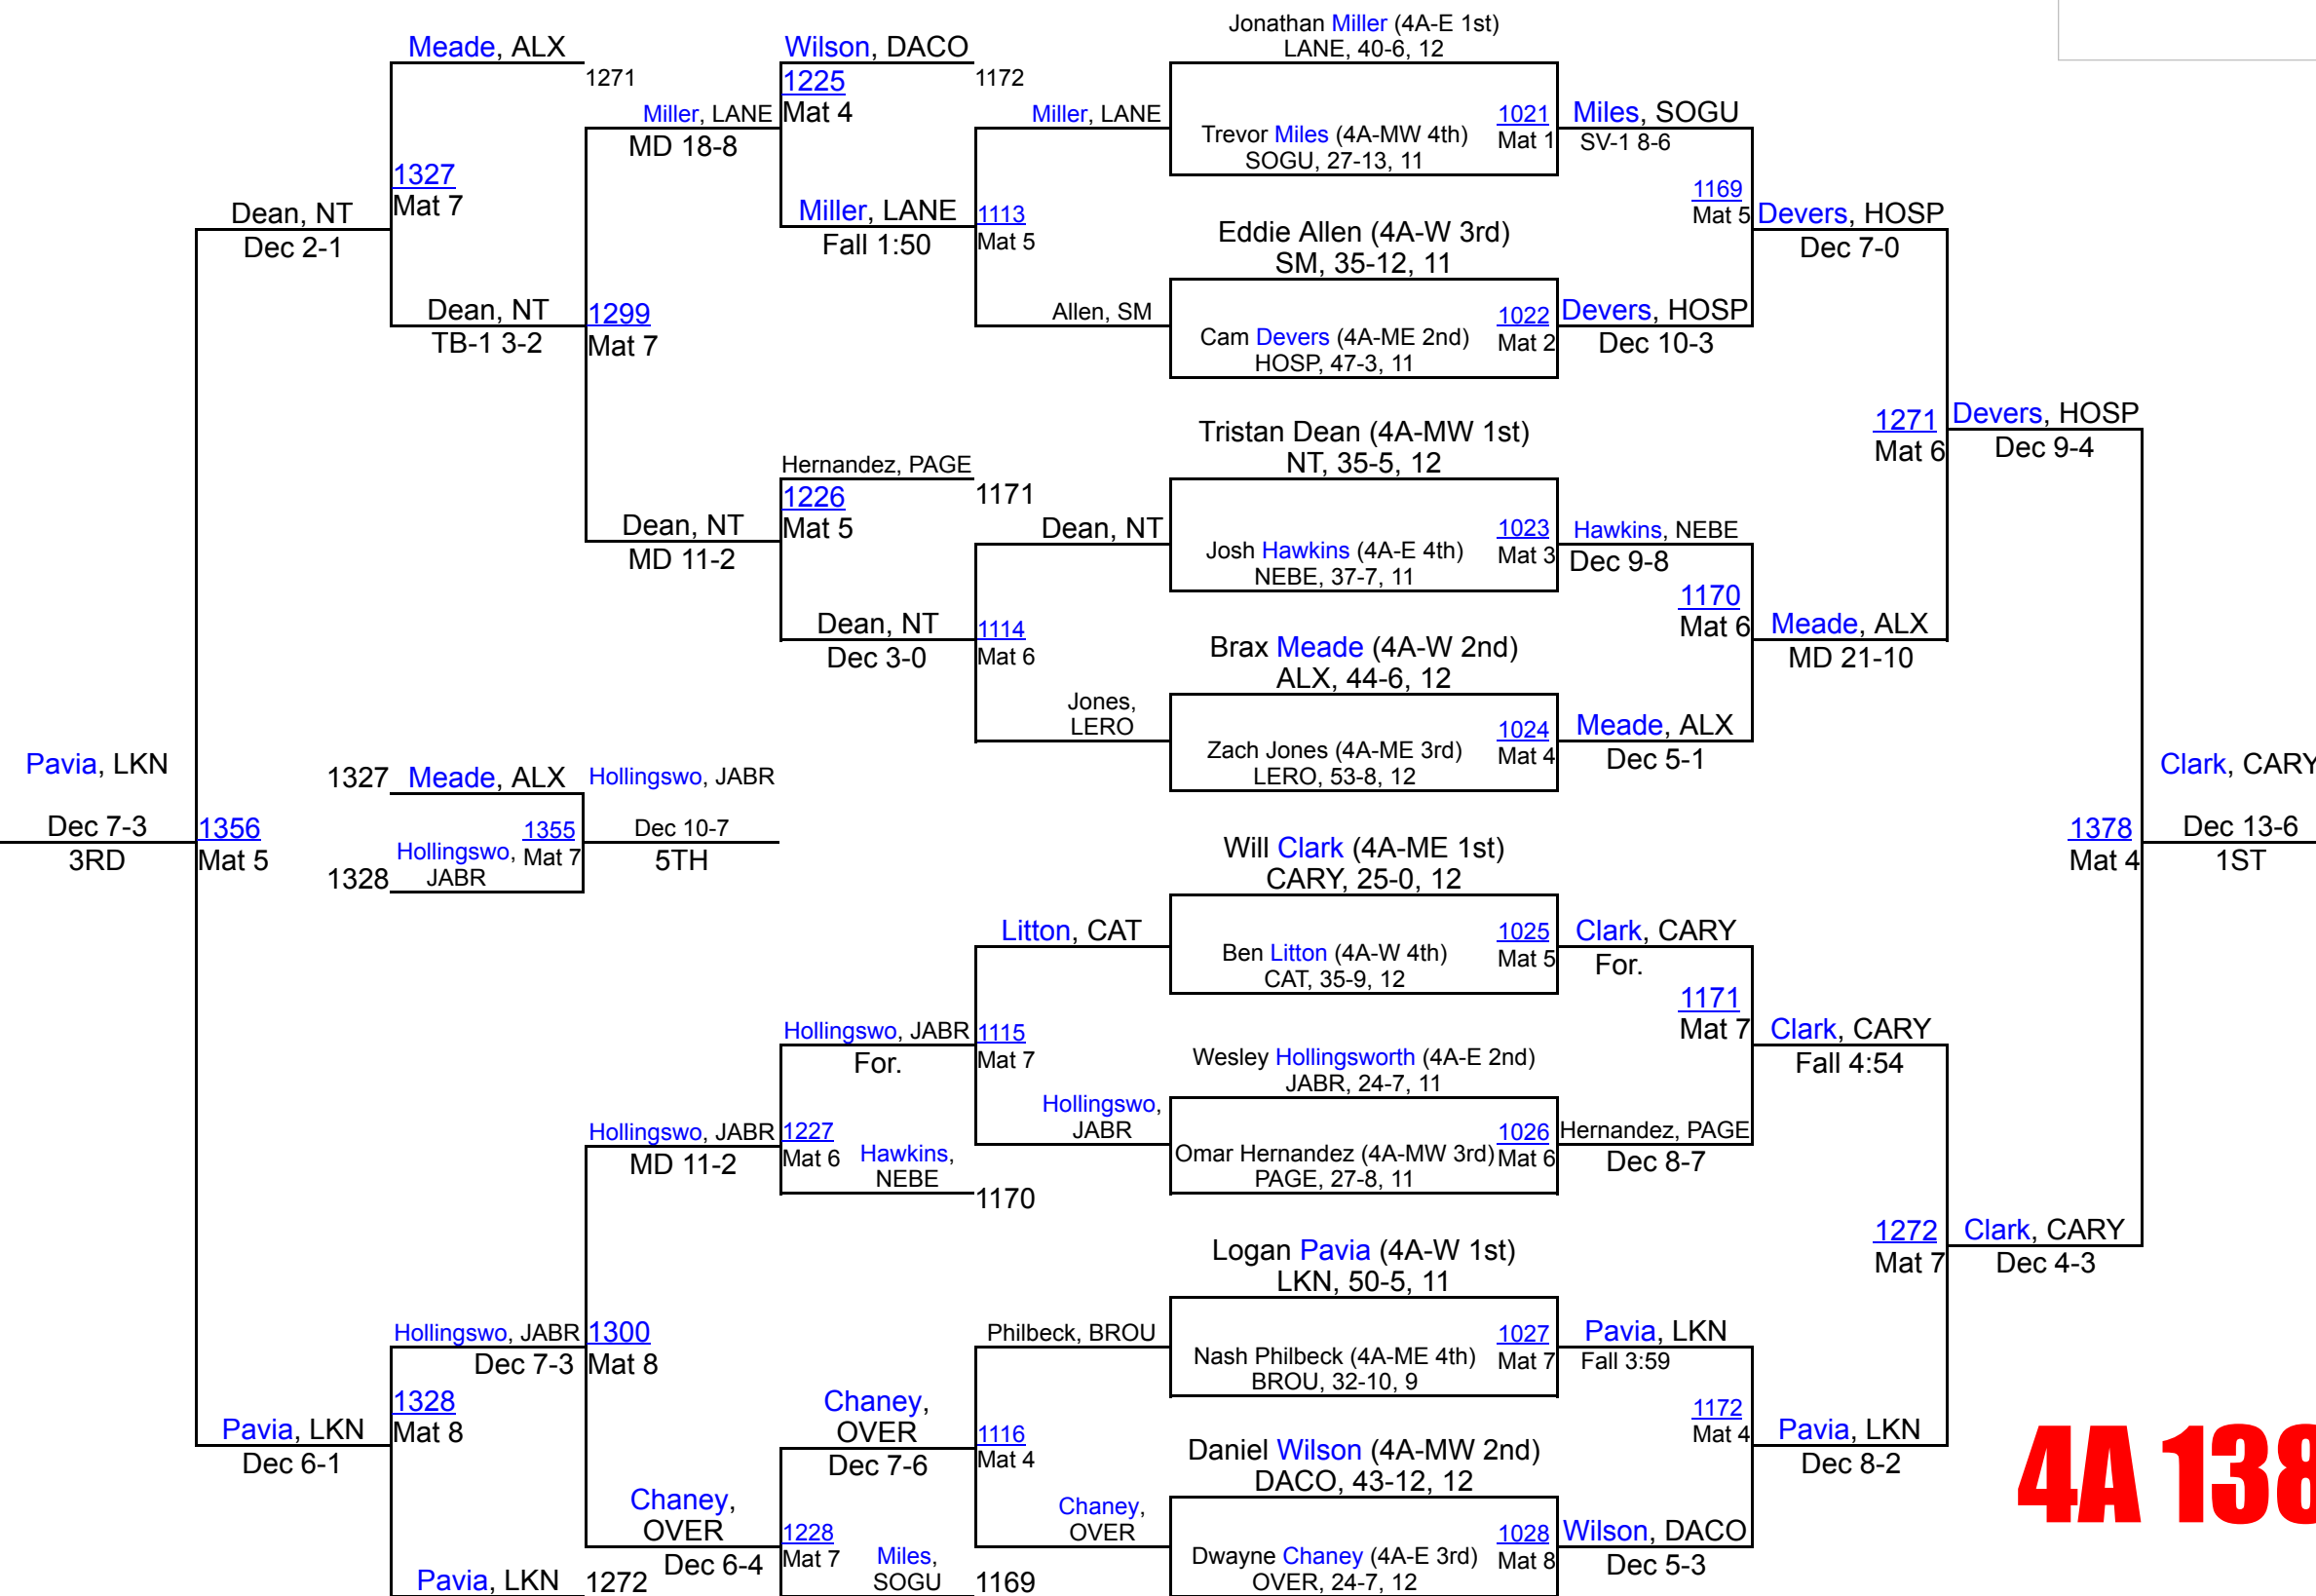 Jonathan Miller (4A-E 1st)
LANE, 40-6, 12
Meade, ALX
1271
Wilson, DACO
1172
1225
Mat 4
Miller, LANE
MD 18-8
Miller, LANE
1021
Mat 1
Trevor Miles (4A-MW 4th)
SOGU, 27-13, 11
Miles, SOGU
SV-1 8-6
1327
Mat 7
1169
Mat 5
Dean, NT
Dec 2-1
Miller, LANE
Fall 1:50
1113
Mat 5
Eddie Allen (4A-W 3rd)
SM, 35-12, 11
Devers, HOSP
Dec 7-0
Dean, NT
TB-1 3-2
1299
Mat 7
Allen, SM
Cam Devers (4A-ME 2nd)
HOSP, 47-3, 11
1022
Mat 2
Devers, HOSP
Dec 10-3
1271
Mat 6
Devers, HOSP
Dec 9-4
Tristan Dean (4A-MW 1st)
NT, 35-5, 12
Hernandez, PAGE
1171
1226
Mat 5
Dean, NT
MD 11-2
Dean, NT
1023
Mat 3
Josh Hawkins (4A-E 4th)
NEBE, 37-7, 11
Hawkins, NEBE
Dec 9-8
1170
Mat 6
Dean, NT
Dec 3-0
1114
Mat 6
Brax Meade (4A-W 2nd)
ALX, 44-6, 12
Meade, ALX
MD 21-10
Jones,
LERO
Zach Jones (4A-ME 3rd)
LERO, 53-8, 12
1024
Mat 4
Meade, ALX
Dec 5-1
Pavia, LKN
Dec 7-3
3RD
1356
Mat 5
1327
Meade, ALX
Hollingswo,
JABR
1328
1355
Mat 7
Hollingswo, JABR
Dec 10-7
5TH
Clark, CARY
Dec 13-6
1ST
1378
Mat 4
Will Clark (4A-ME 1st)
CARY, 25-0, 12
Litton, CAT
Ben Litton (4A-W 4th)
CAT, 35-9, 12
1025
Mat 5
Clark, CARY
For.
1171
Mat 7
Hollingswo, JABR
For.
1115
Mat 7
Wesley Hollingsworth (4A-E 2nd)
JABR, 24-7, 11
Clark, CARY
Fall 4:54
Hollingswo,
JABR
Omar Hernandez (4A-MW 3rd)
PAGE, 27-8, 11
1026
Mat 6
Hernandez, PAGE
Dec 8-7
Hollingswo, JABR
MD 11-2
1227
Mat 6
Hawkins,
NEBE
1170
1272
Mat 7
Clark, CARY
Dec 4-3
Logan Pavia (4A-W 1st)
LKN, 50-5, 11
Hollingswo, JABR
Dec 7-3
1300
Mat 8
Philbeck, BROU
Nash Philbeck (4A-ME 4th)
BROU, 32-10, 9
1027
Mat 7
Pavia, LKN
Fall 3:59
1328
Mat 8
Chaney,
OVER
Dec 7-6
1172
Mat 4
Pavia, LKN
Dec 6-1
1116
Mat 4
Daniel Wilson (4A-MW 2nd)
DACO, 43-12, 12
Pavia, LKN
Dec 8-2
4A 138
Chaney,
OVER
Dec 6-4
1228
Mat 7
Chaney,
OVER
Dwayne Chaney (4A-E 3rd)
OVER, 24-7, 12
1028
Mat 8
Wilson, DACO
Dec 5-3
Pavia, LKN
1272
Miles,
SOGU
1169